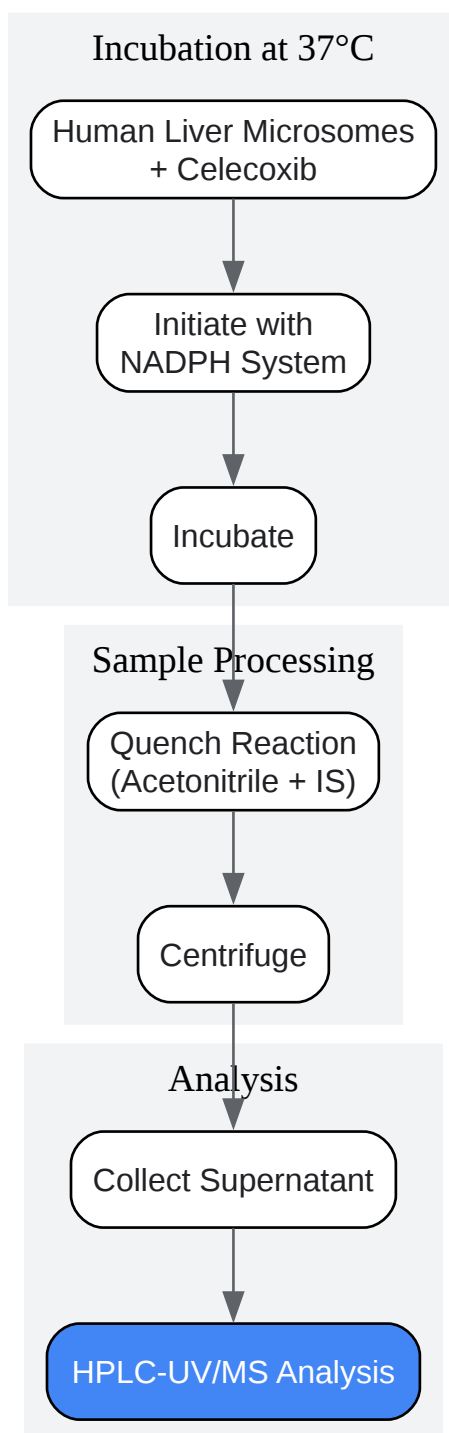 Incubation at 37°C
Human Liver Microsomes
+ Celecoxib
Initiate with
NADPH System
Incubate
Sample Processing
Quench Reaction
(Acetonitrile + IS)
Centrifuge
Analysis
Collect Supernatant
HPLC-UV/MS Analysis